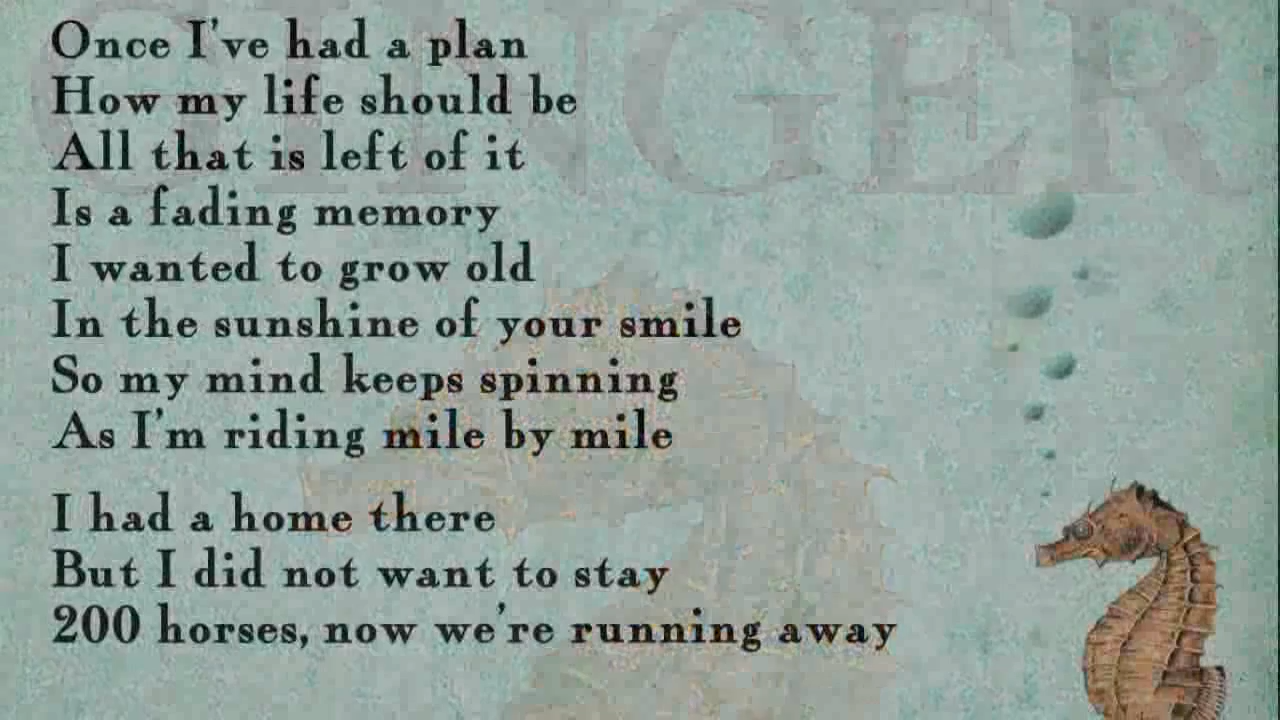 GINGER
Once I've had a plan
How my life should be
All that is left of it
Is a fading memory
I wanted to grow old
In the sunshine of your smile
So my mind keeps spinning
As I'm riding mile by mile
I had a home there
But I did not want to stay
200 horses, now we're running away